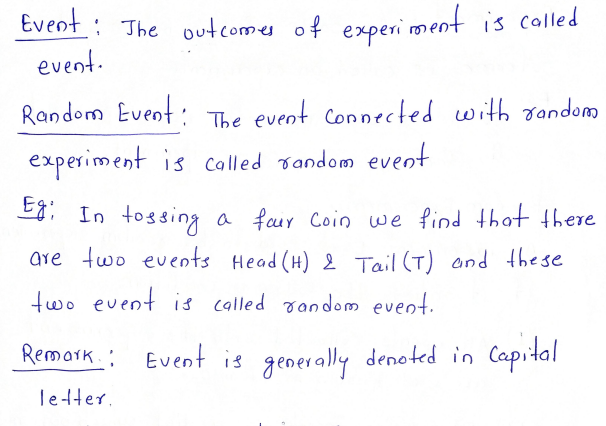 Event : The outcomes of experiment is called
event.
Random Event : The event connected with random
experiment is called random event
Eg: In tossing a fair coin we find that there
are two events Head (H) & Tail (T) and these
two event is called random event.
Remark : Event is generally denoted in Capital
letter.